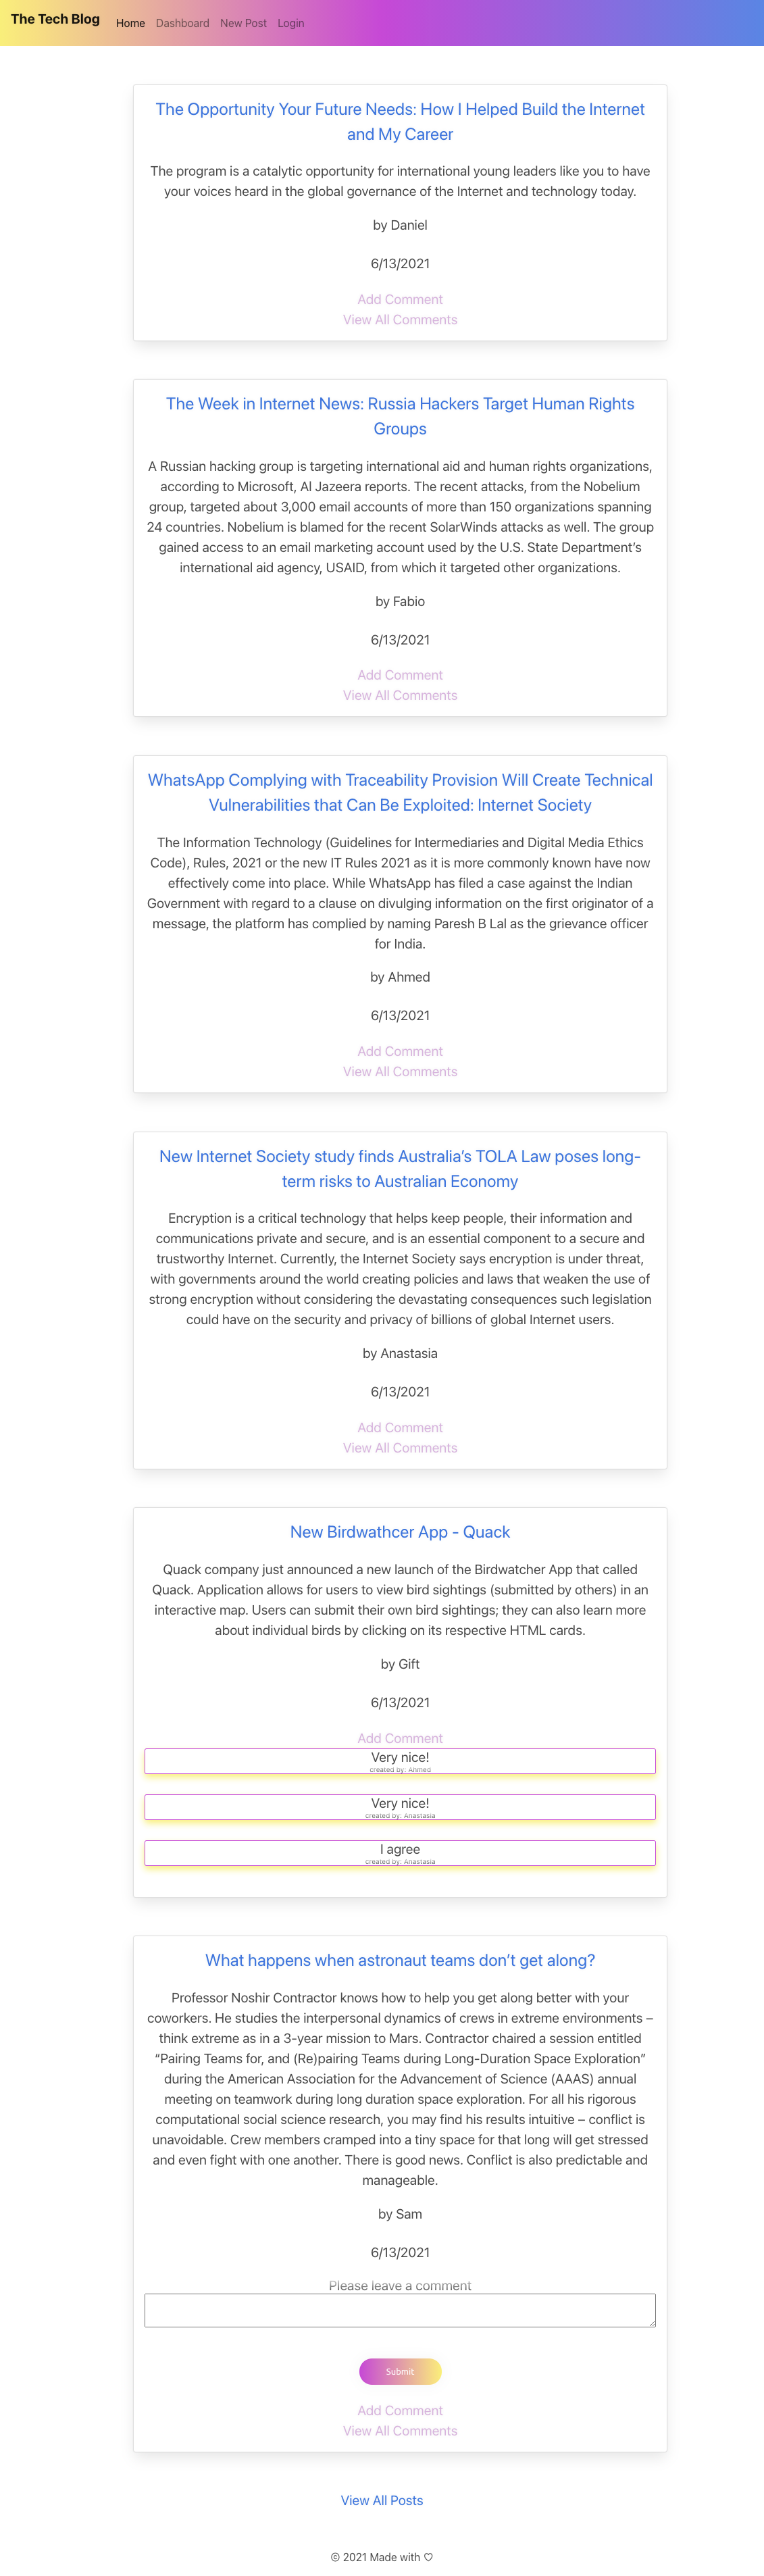 The Tech Blog Home Dashboard New Post Login
The Opportunity Your Future Needs: How I Helped Build the Internet
and My Career
The program is a catalytic opportunity for international young leaders like you to have
your voices heard in the global governance of the Internet and technology today.
by Daniel
6/13/2021
Add Comment
View All Comments
The Week in Internet News: Russia Hackers Target Human Rights
Groups
A Russian hacking group is targeting international aid and human rights organizations,
according to Microsoft, Al Jazeera reports. The recent attacks, from the Nobelium
group, targeted about 3,000 email accounts of more than 150 organizations spanning
24 countries. Nobelium is blamed for the recent SolarWinds attacks as well. The group
gained access to an email marketing account used by the U.S. State Department’s
international aid agency, USAID, from which it targeted other organizations.
by Fabio
6/13/2021
Add Comment
View All Comments
WhatsApp Complying with Traceability Provision Will Create Technical
Vulnerabilities that Can Be Exploited: Internet Society
The Information Technology (Guidelines for Intermediaries and Digital Media Ethics
Code), Rules, 2021 or the new IT Rules 2021 as it is more commonly known have now
effectively come into place. While WhatsApp has filed a case against the Indian
Government with regard to a clause on divulging information on the first originator of a
message, the platform has complied by naming Paresh B Lal as the grievance officer
for India.
by Ahmed
6/13/2021
Add Comment
View All Comments
New Internet Society study finds Australia’s TOLA Law poses long-
term risks to Australian Economy
Encryption is a critical technology that helps keep people, their information and
communications private and secure, and is an essential component to a secure and
trustworthy Internet. Currently, the Internet Society says encryption is under threat,
with governments around the world creating policies and laws that weaken the use of
strong encryption without considering the devastating consequences such legislation
could have on the security and privacy of billions of global Internet users.
by Anastasia
6/13/2021
Add Comment
View All Comments
New Birdwathcer App - Quack
Quack company just announced a new launch of the Birdwatcher App that called
Quack. Application allows for users to view bird sightings (submitted by others) in an
interactive map. Users can submit their own bird sightings; they can also learn more
about individual birds by clicking on its respective HTML cards.
by Gift
6/13/2021
Add Comment
Very nice!
created by: Ahmed
Very nice!
created by: Anastasia
I agree
created by: Anastasia
What happens when astronaut teams don’t get along?
Professor Noshir Contractor knows how to help you get along better with your
coworkers. He studies the interpersonal dynamics of crews in extreme environments –
think extreme as in a 3-year mission to Mars. Contractor chaired a session entitled
“Pairing Teams for, and (Re)pairing Teams during Long-Duration Space Exploration”
during the American Association for the Advancement of Science (AAAS) annual
meeting on teamwork during long duration space exploration. For all his rigorous
computational social science research, you may find his results intuitive – conflict is
unavoidable. Crew members cramped into a tiny space for that long will get stressed
and even fight with one another. There is good news. Conflict is also predictable and
manageable.
by Sam
6/13/2021
Please leave a comment
Submit
Add Comment
View All Comments
View All Posts
© 2021 Made with ♡